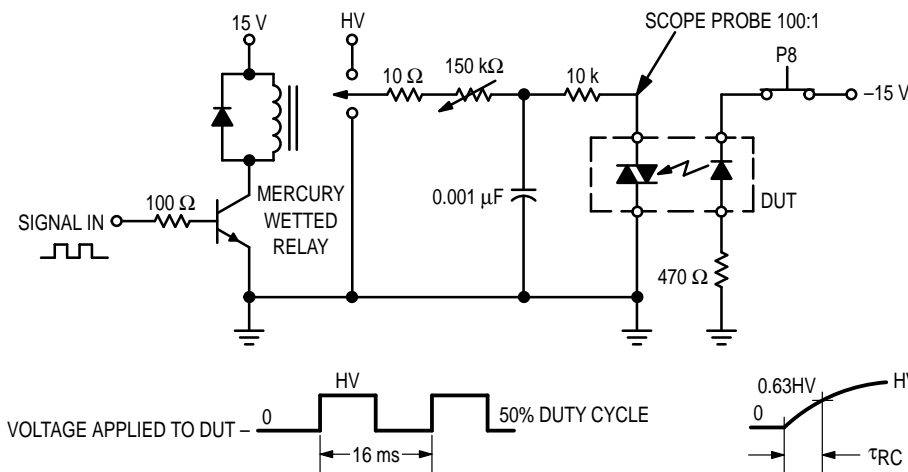 SCOPE PROBE 100:1
15 V
HV
P8
10 Ω
150 kΩ
10 k
–15 V
MERCURY
WETTED
RELAY
0.001 µF
DUT
100 Ω
SIGNAL IN
470 Ω
HV
0.63HV
HV
VOLTAGE APPLIED TO DUT –
0
50% DUTY CYCLE
0
16 ms
τRC